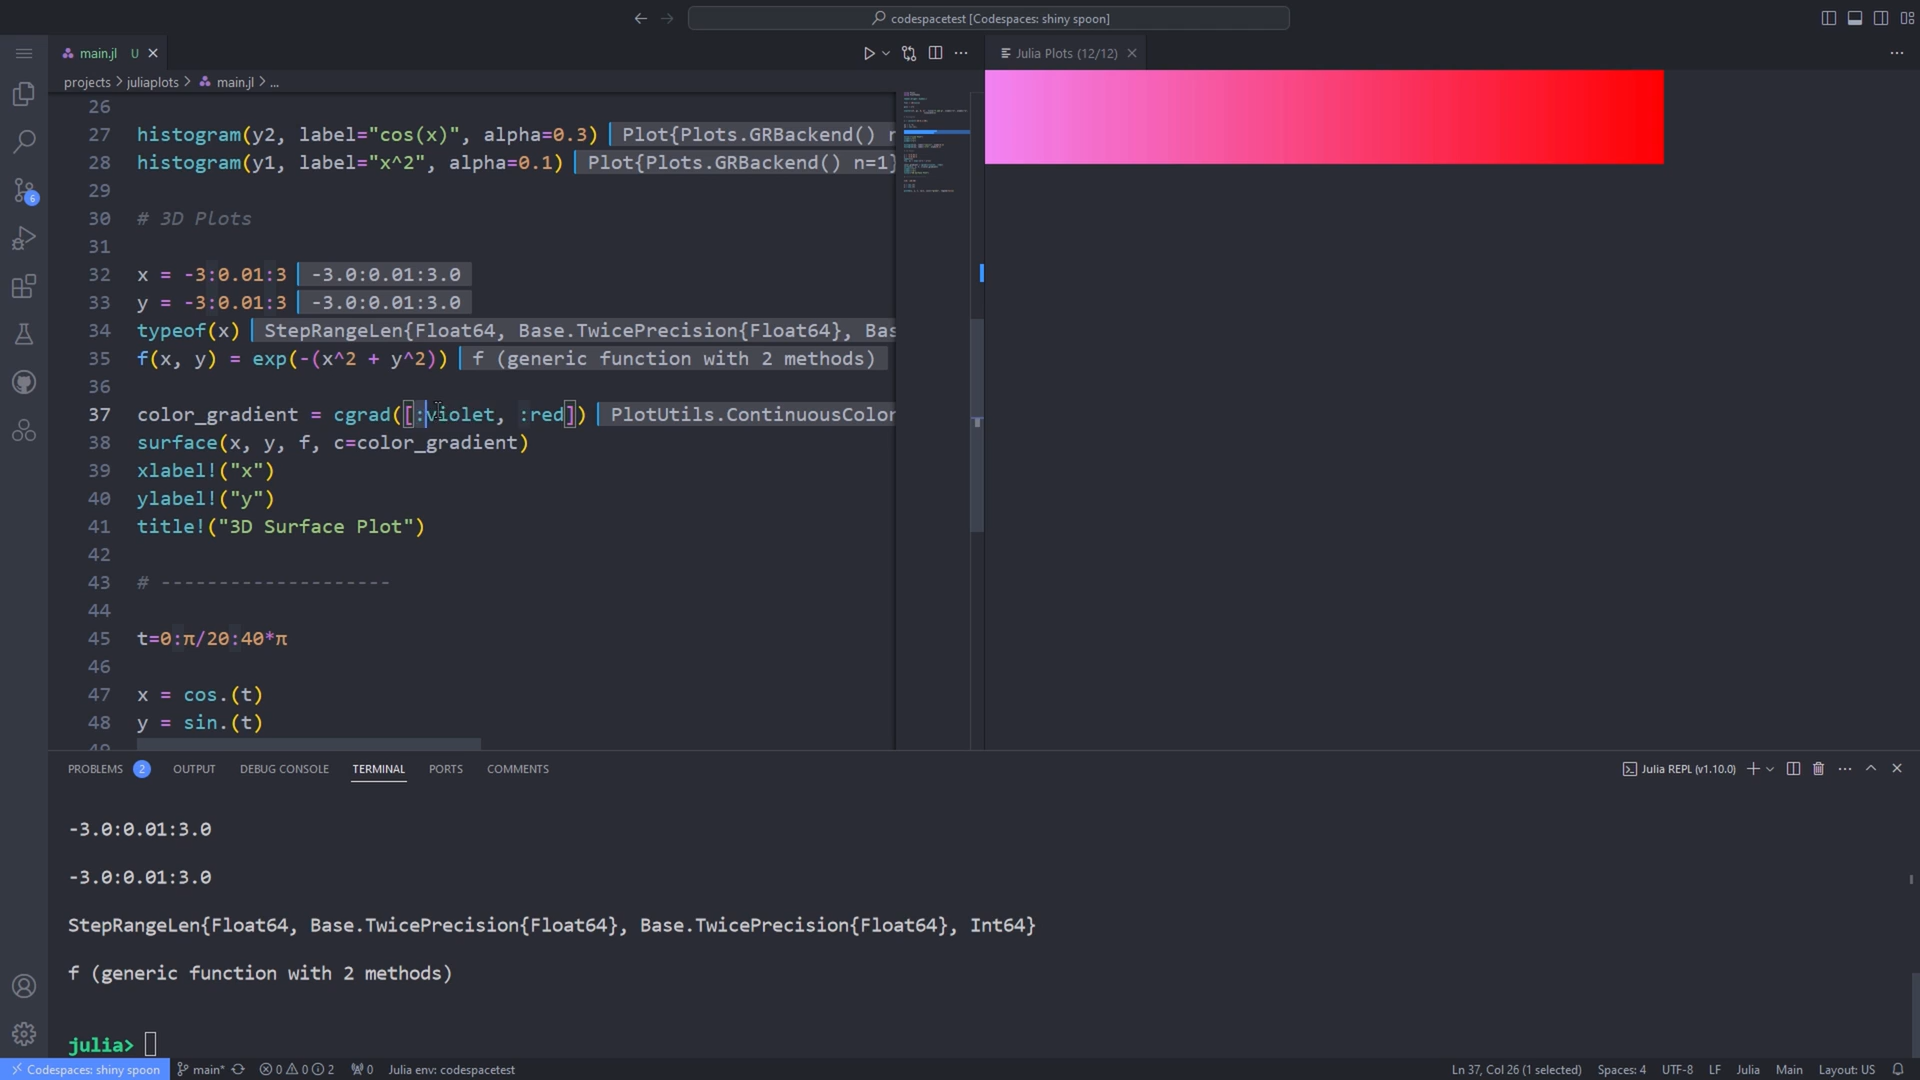 codespacetest [Codespaces: shiny spoon]
main.jl U
Julia Plots (12/12)
projects > juliaplots > main.jl > ...
26
27 histogram(y2, label="cos(x)", alpha=0.3) Plot{Plots.GRBackend() n
28 histogram(y1, label="x^2", alpha=0.1) Plot{Plots.GRBackend() n=1}
29
30 # 3D Plots
31
32 x = -3:0.01:3 -3.0:0.01:3.0
33 y = -3:0.01:3 -3.0:0.01:3.0
34 typeof(x) StepRangeLen{Float64, Base.TwicePrecision{Float64}, Bas
35 f(x, y) = exp(-(x^2 + y^2)) f (generic function with 2 methods)
36
37 color_gradient = cgrad([:violet, :red]) PlotUtils.ContinuousColor
38 surface(x, y, f, c=color_gradient)
39 xlabel!("x")
40 ylabel!("y")
41 title!("3D Surface Plot")
42
43 # --------------------
44
45 t=0:π/20:40*π
46
47 x = cos.(t)
48 y = sin.(t)
49
PROBLEMS 2 OUTPUT DEBUG CONSOLE TERMINAL PORTS COMMENTS
Julia REPL (v1.10.0)
-3.0:0.01:3.0
-3.0:0.01:3.0
StepRangeLen{Float64, Base.TwicePrecision{Float64}, Base.TwicePrecision{Float64}, Int64}
f (generic function with 2 methods)
julia>
6
Codespaces: shiny spoon main* 0 0 2 0 Julia env: codespacetest
Ln 37, Col 26 (1 selected) Spaces: 4 UTF-8 LF Julia Main Layout: US